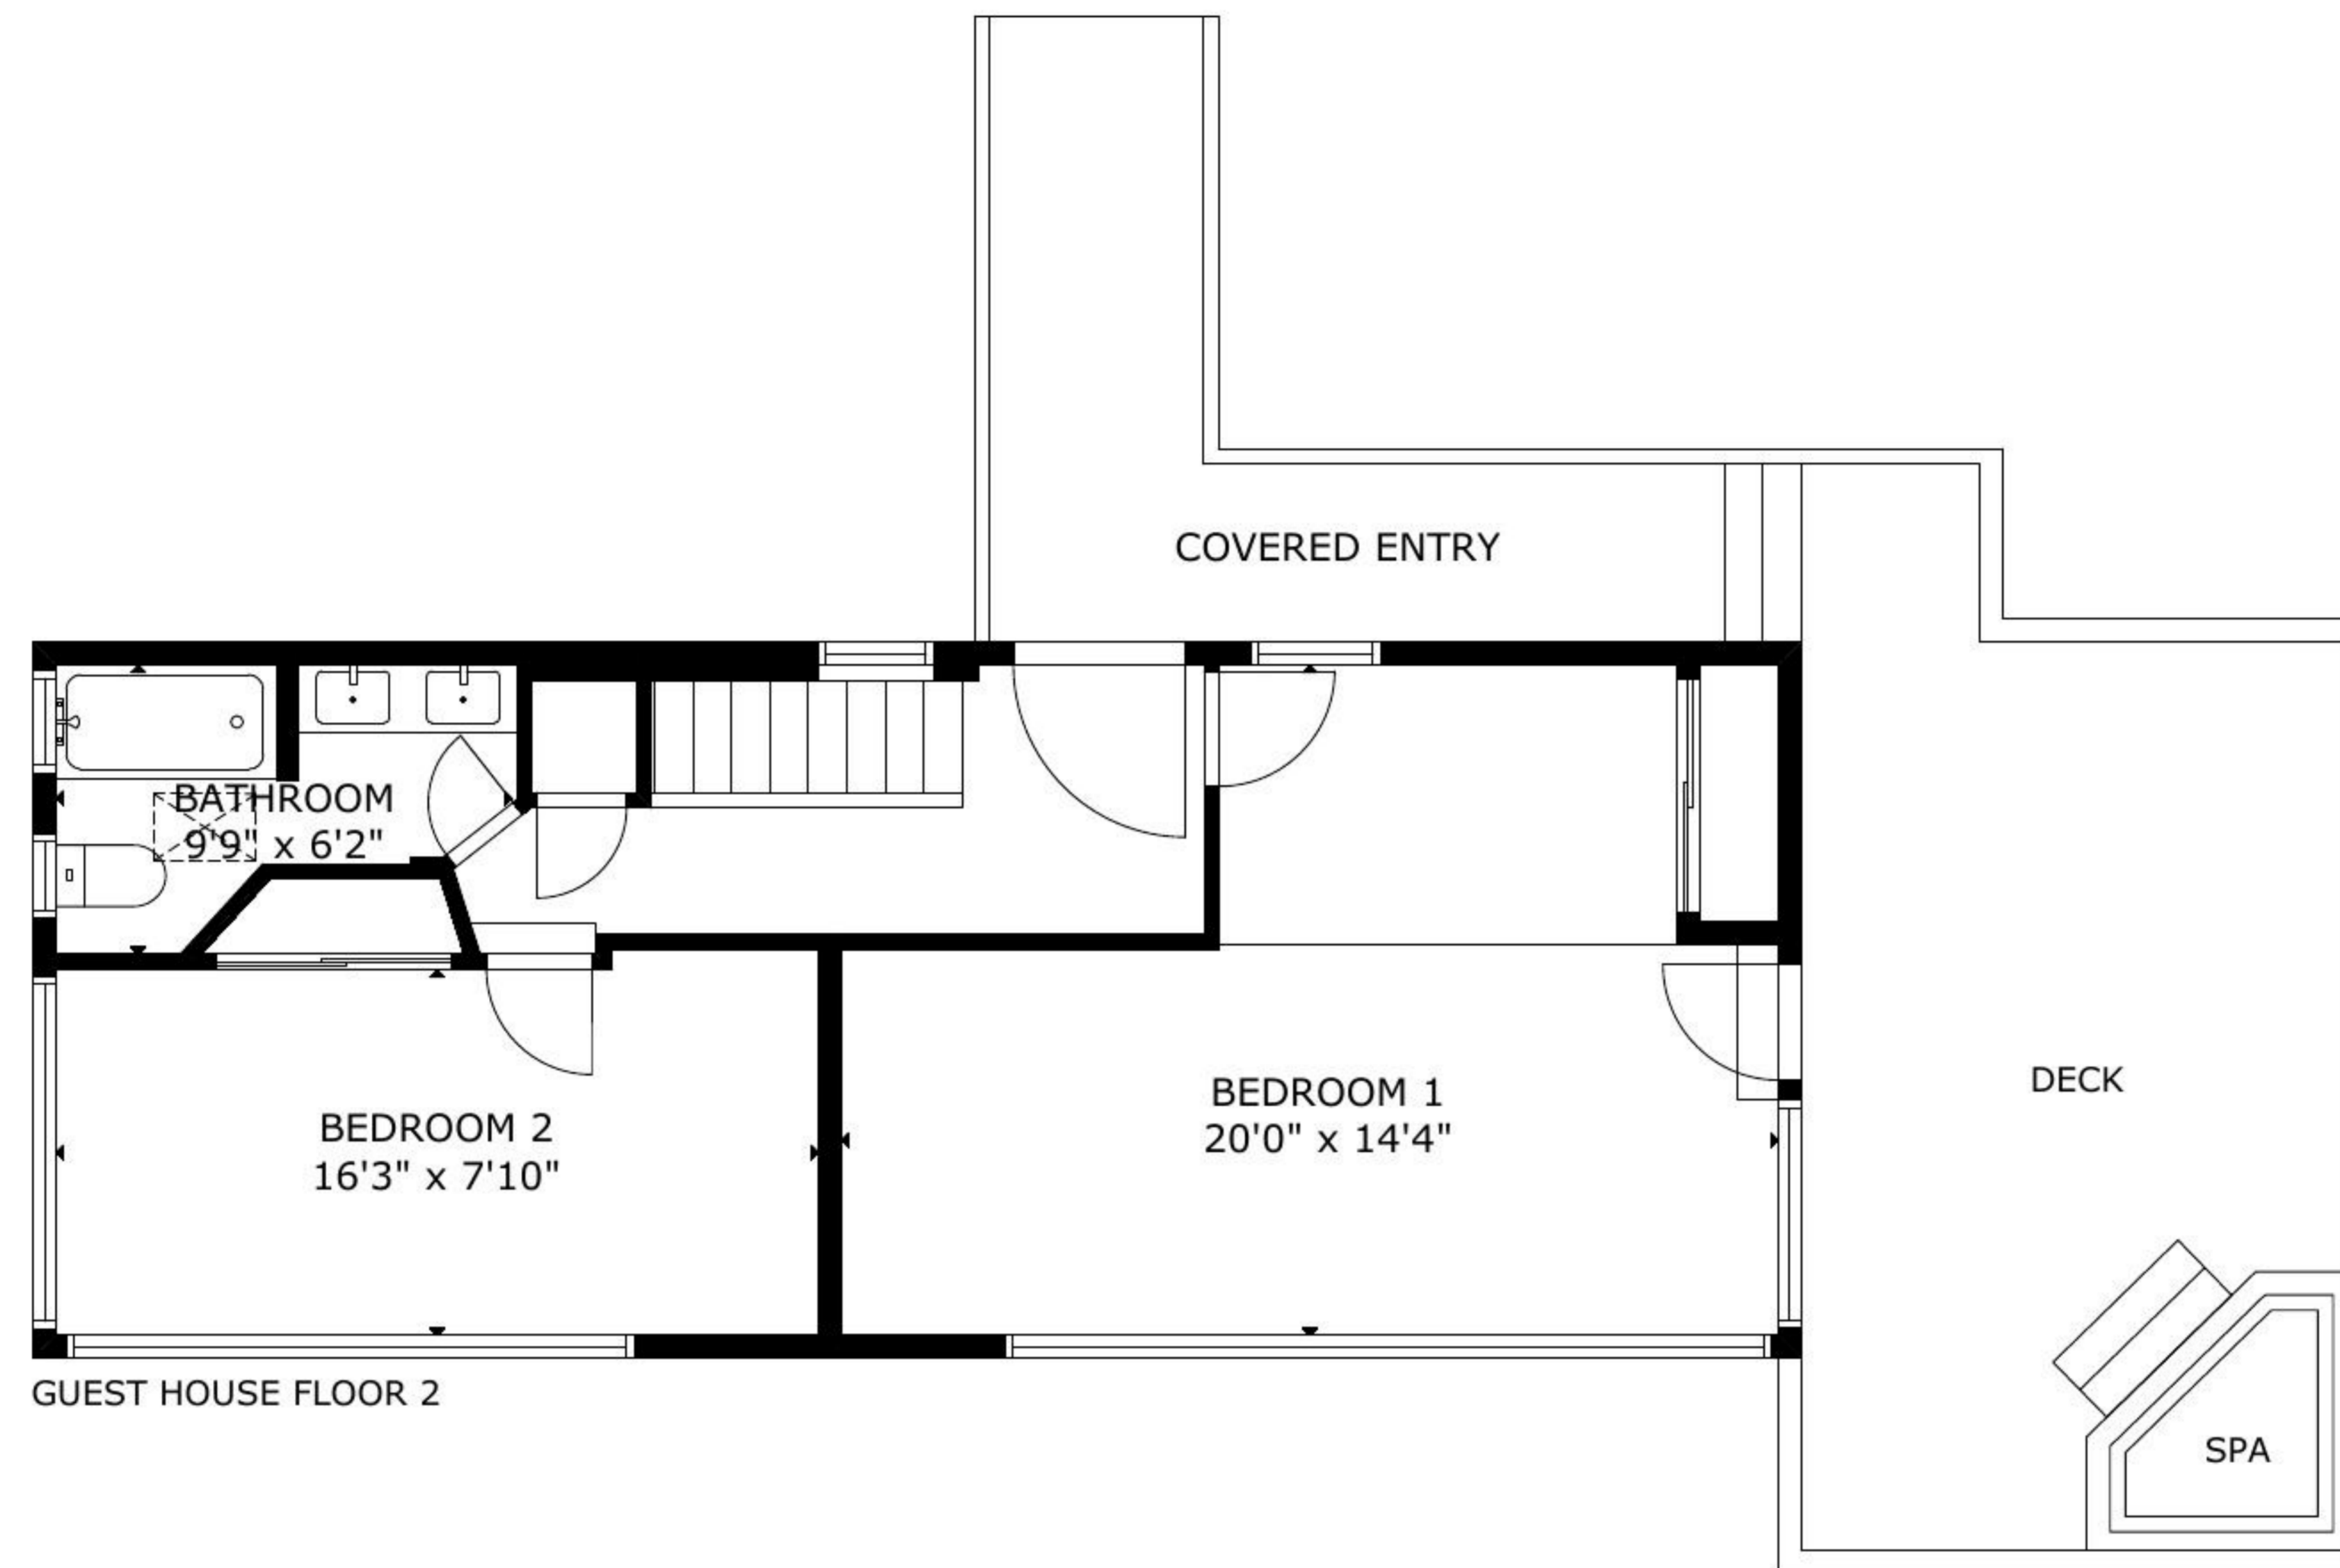 COVERED ENTRY
BATHROOM
9'9" x 6'2"
BEDROOM 2
16'3" x 7'10"
BEDROOM 1
20'0" x 14'4"
DECK
SPA
GUEST HOUSE FLOOR 2